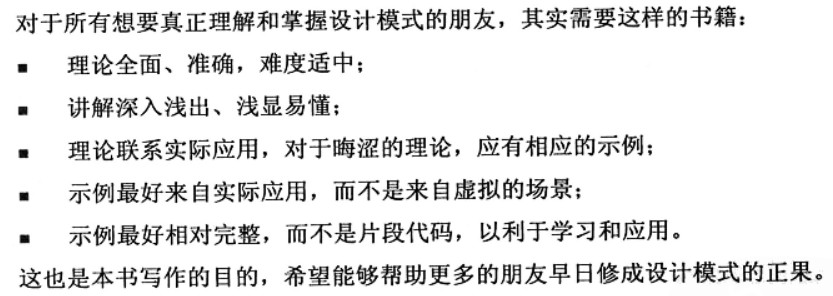 对于所有想要真正理解和掌握设计模式的朋友，其实需要这样的书籍：
■ 理论全面、准确，难度适中；
■ 讲解深入浅出、浅显易懂；
■ 理论联系实际应用，对于晦涩的理论，应有相应的示例；
■ 示例最好来自实际应用，而不是来自虚拟的场景；
■ 示例最好相对完整，而不是片段代码，以利于学习和应用。
这也是本书写作的目的，希望能够帮助更多的朋友早日修成设计模式的正果。